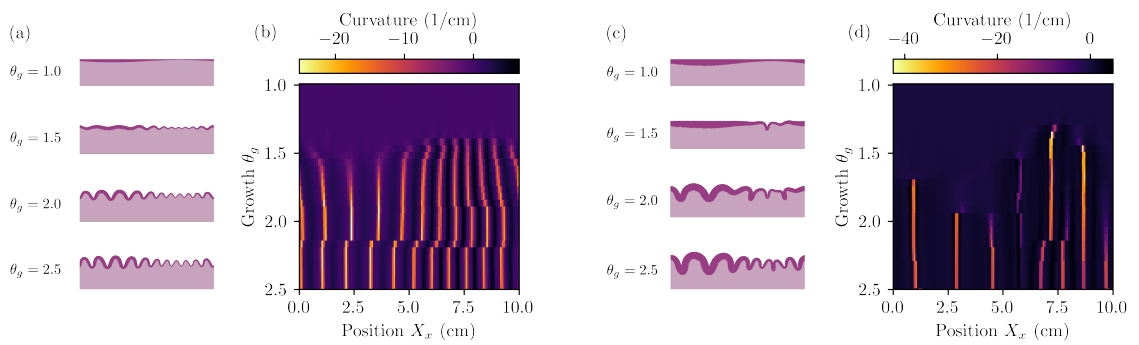 (a)
θg = 1.0
θg = 1.5
θg = 2.0
θg = 2.5
(b)
Curvature (1/cm)
−20 −10 0
Growth θg
1.0
1.5
2.0
2.5
0.0 2.5 5.0 7.5 10.0
Position Xx (cm)
(c)
θg = 1.0
θg = 1.5
θg = 2.0
θg = 2.5
(d)
Curvature (1/cm)
−40 −20 0
Growth θg
1.0
1.5
2.0
2.5
0.0 2.5 5.0 7.5 10.0
Position Xx (cm)